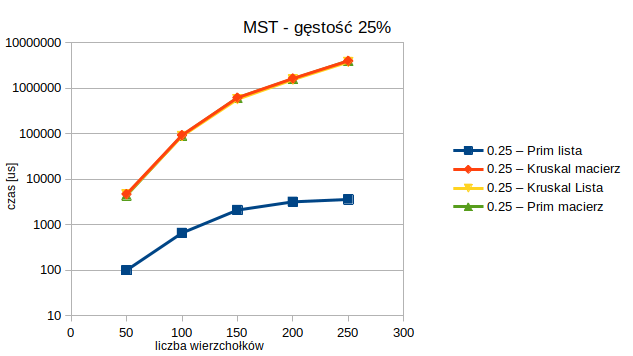 MST - gęstość 25%
10000000
1000000
100000
10000
1000
100
10
czas [us]
0 50 100 150 200 250 300
liczba wierzchołków
0.25 – Prim lista
0.25 – Kruskal macierz
0.25 – Kruskal Lista
0.25 – Prim macierz